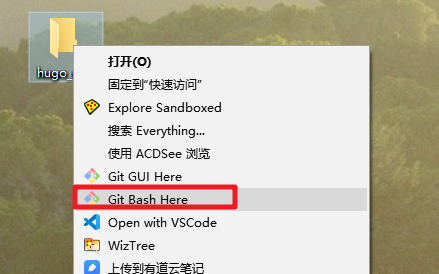 hugo_
打开(O)
固定到"快速访问"
Explore Sandboxed
搜索 Everything...
使用 ACDSee 浏览
Git GUI Here
Git Bash Here
Open with VSCode
WizTree
上传到有道云笔记